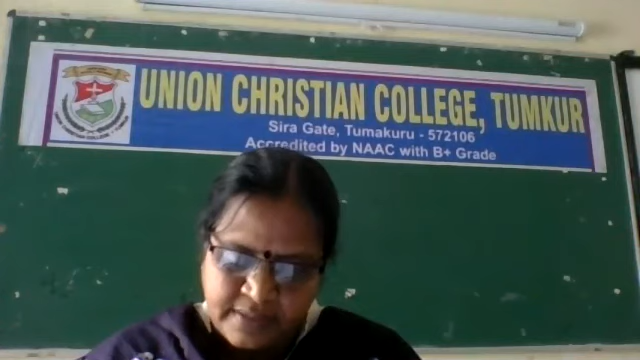 UNION CHRISTIAN COLLEGE, TUMKUR
Sira Gate, Tumakuru - 572106
Accredited by NAAC with B+ Grade